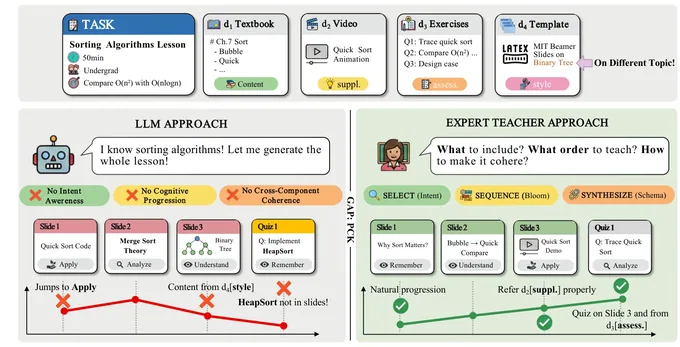 TASK
Sorting Algorithms Lesson
50min
Undergrad
Compare O(n²) with O(nlogn)
d₁ Textbook
# Ch.7 Sort
- Bubble
- Quick
- ...
Content
d₂ Video
Quick Sort
Animation
suppl.
d₃ Exercises
Q1: Trace quick sort
Q2: Compare O(n²) ...
Q3: Design case
assess.
d₄ Template
LATEX
MIT Beamer
Slides on
Binary Tree
style
On Different Topic!
LLM APPROACH
I know sorting algorithms! Let me generate the
whole lesson!
No Intent
Awereness
No Cognitive
Progression
No Cross-Component
Coherence
Slide 1
Quick Sort Code
Apply
Slide 2
Merge Sort
Theory
Analyze
Slide 3
Binary
Tree
Understand
Quiz 1
Q: Implement
HeapSort
Remember
Jumps to Apply
Content from d₄[style]
HeapSort not in slides!
GAP: PCK
EXPERT TEACHER APPROACH
What to include? What order to teach? How
to make it cohere?
SELECT (Intent)
SEQUENCE (Bloom)
SYNTHESIZE (Schema)
Slide 1
Why Sort Matters?
Remember
Slide 2
Bubble → Quick
Compare
Understand
Slide 3
Quick Sort
Demo
Apply
Quiz 1
Q: Trace Quick
Sort
Analyze
Natural progression
Refer d₂[suppl.] properly
Quiz on Slide 3 and from
d₃[assess.]